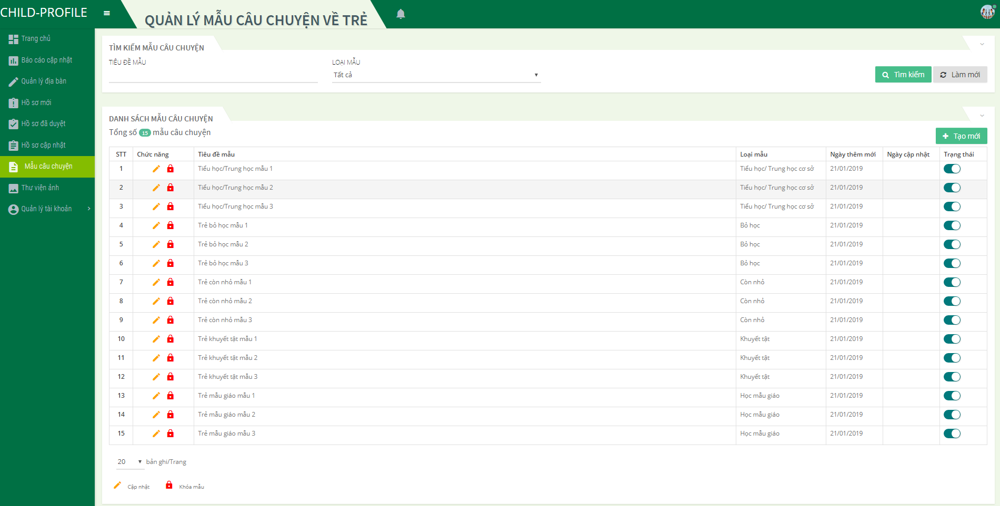 CHILD-PROFILE
QUẢN LÝ MẪU CÂU CHUYỆN VỀ TRẺ
Trang chủ
Báo cáo cập nhật
Quản lý địa bàn
Hồ sơ mới
Hồ sơ đã duyệt
Hồ sơ cập nhật
Mẫu câu chuyện
Thư viện ảnh
Quản lý tài khoản
TÌM KIẾM MẪU CÂU CHUYỆN
TIÊU ĐỀ MẪU LOẠI MẪU
Tất cả
Tìm kiếm Làm mới
DANH SÁCH MẪU CÂU CHUYỆN
Tổng số 15 mẫu câu chuyện
Tạo mới
STT Chức năng Tiêu đề mẫu Loại mẫu Ngày thêm mới Ngày cập nhật Trạng thái
1 Tiểu học/Trung học mẫu 1 Tiểu học/ Trung học cơ sở 21/01/2019
2 Tiểu học/Trung học mẫu 2 Tiểu học/ Trung học cơ sở 21/01/2019
3 Tiểu học/Trung học mẫu 3 Tiểu học/ Trung học cơ sở 21/01/2019
4 Trẻ bỏ học mẫu 1 Bỏ học 21/01/2019
5 Trẻ bỏ học mẫu 2 Bỏ học 21/01/2019
6 Trẻ bỏ học mẫu 3 Bỏ học 21/01/2019
7 Trẻ còn nhỏ mẫu 1 Còn nhỏ 21/01/2019
8 Trẻ còn nhỏ mẫu 2 Còn nhỏ 21/01/2019
9 Trẻ còn nhỏ mẫu 3 Còn nhỏ 21/01/2019
10 Trẻ khuyết tật mẫu 1 Khuyết tật 21/01/2019
11 Trẻ khuyết tật mẫu 2 Khuyết tật 21/01/2019
12 Trẻ khuyết tật mẫu 3 Khuyết tật 21/01/2019
13 Trẻ mẫu giáo mẫu 1 Học mẫu giáo 21/01/2019
14 Trẻ mẫu giáo mẫu 2 Học mẫu giáo 21/01/2019
15 Trẻ mẫu giáo mẫu 3 Học mẫu giáo 21/01/2019
20 bản ghi/Trang
Cập nhật Khóa mẫu